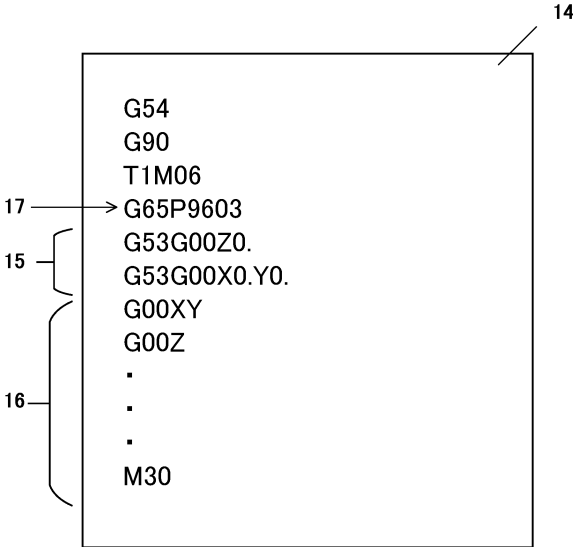 14
G54
G90
T1M06
17 G65P9603
15 G53G00Z0.
G53G00X0.Y0.
G00XY
G00Z
・
16 ・
・
M30